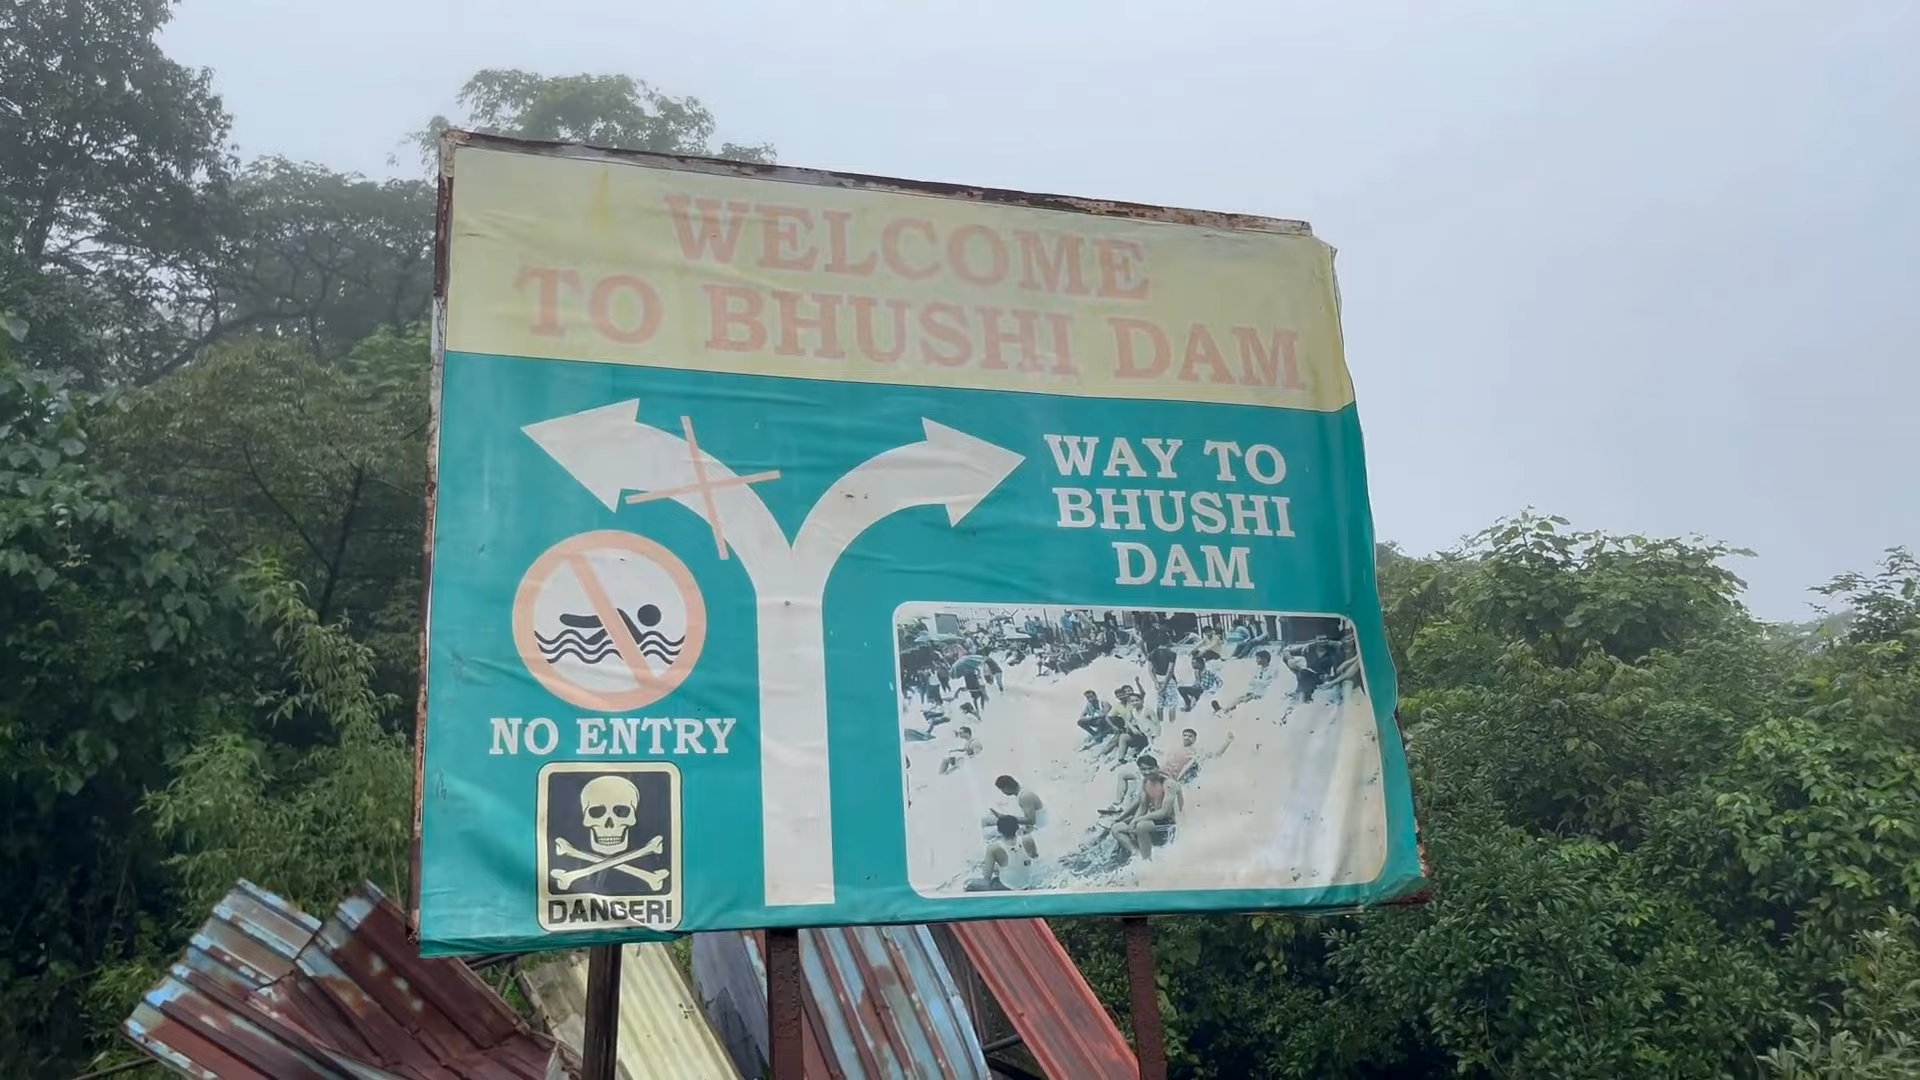 WELCOME
TO BHUSHI DAM
WAY TO
BHUSHI
DAM
NO ENTRY
DANGER!